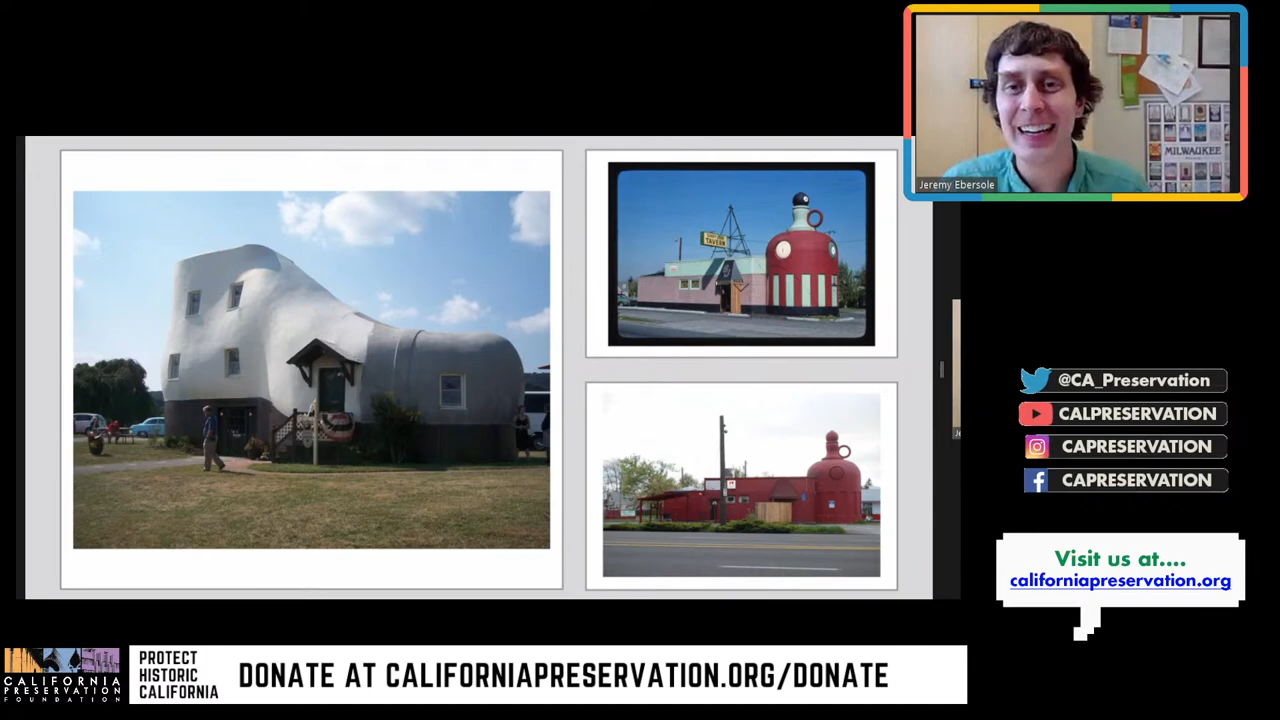 Jeremy Ebersole
MILWAUKEE
TAVERN
@CA_Preservation
CALPRESERVATION
CAPRESERVATION
CAPRESERVATION
Visit us at....
californiapreservation.org
CALIFORNIA
PRESERVATION
FOUNDATION
PROTECT
HISTORIC
CALIFORNIA
DONATE AT CALIFORNIAPRESERVATION.ORG/DONATE